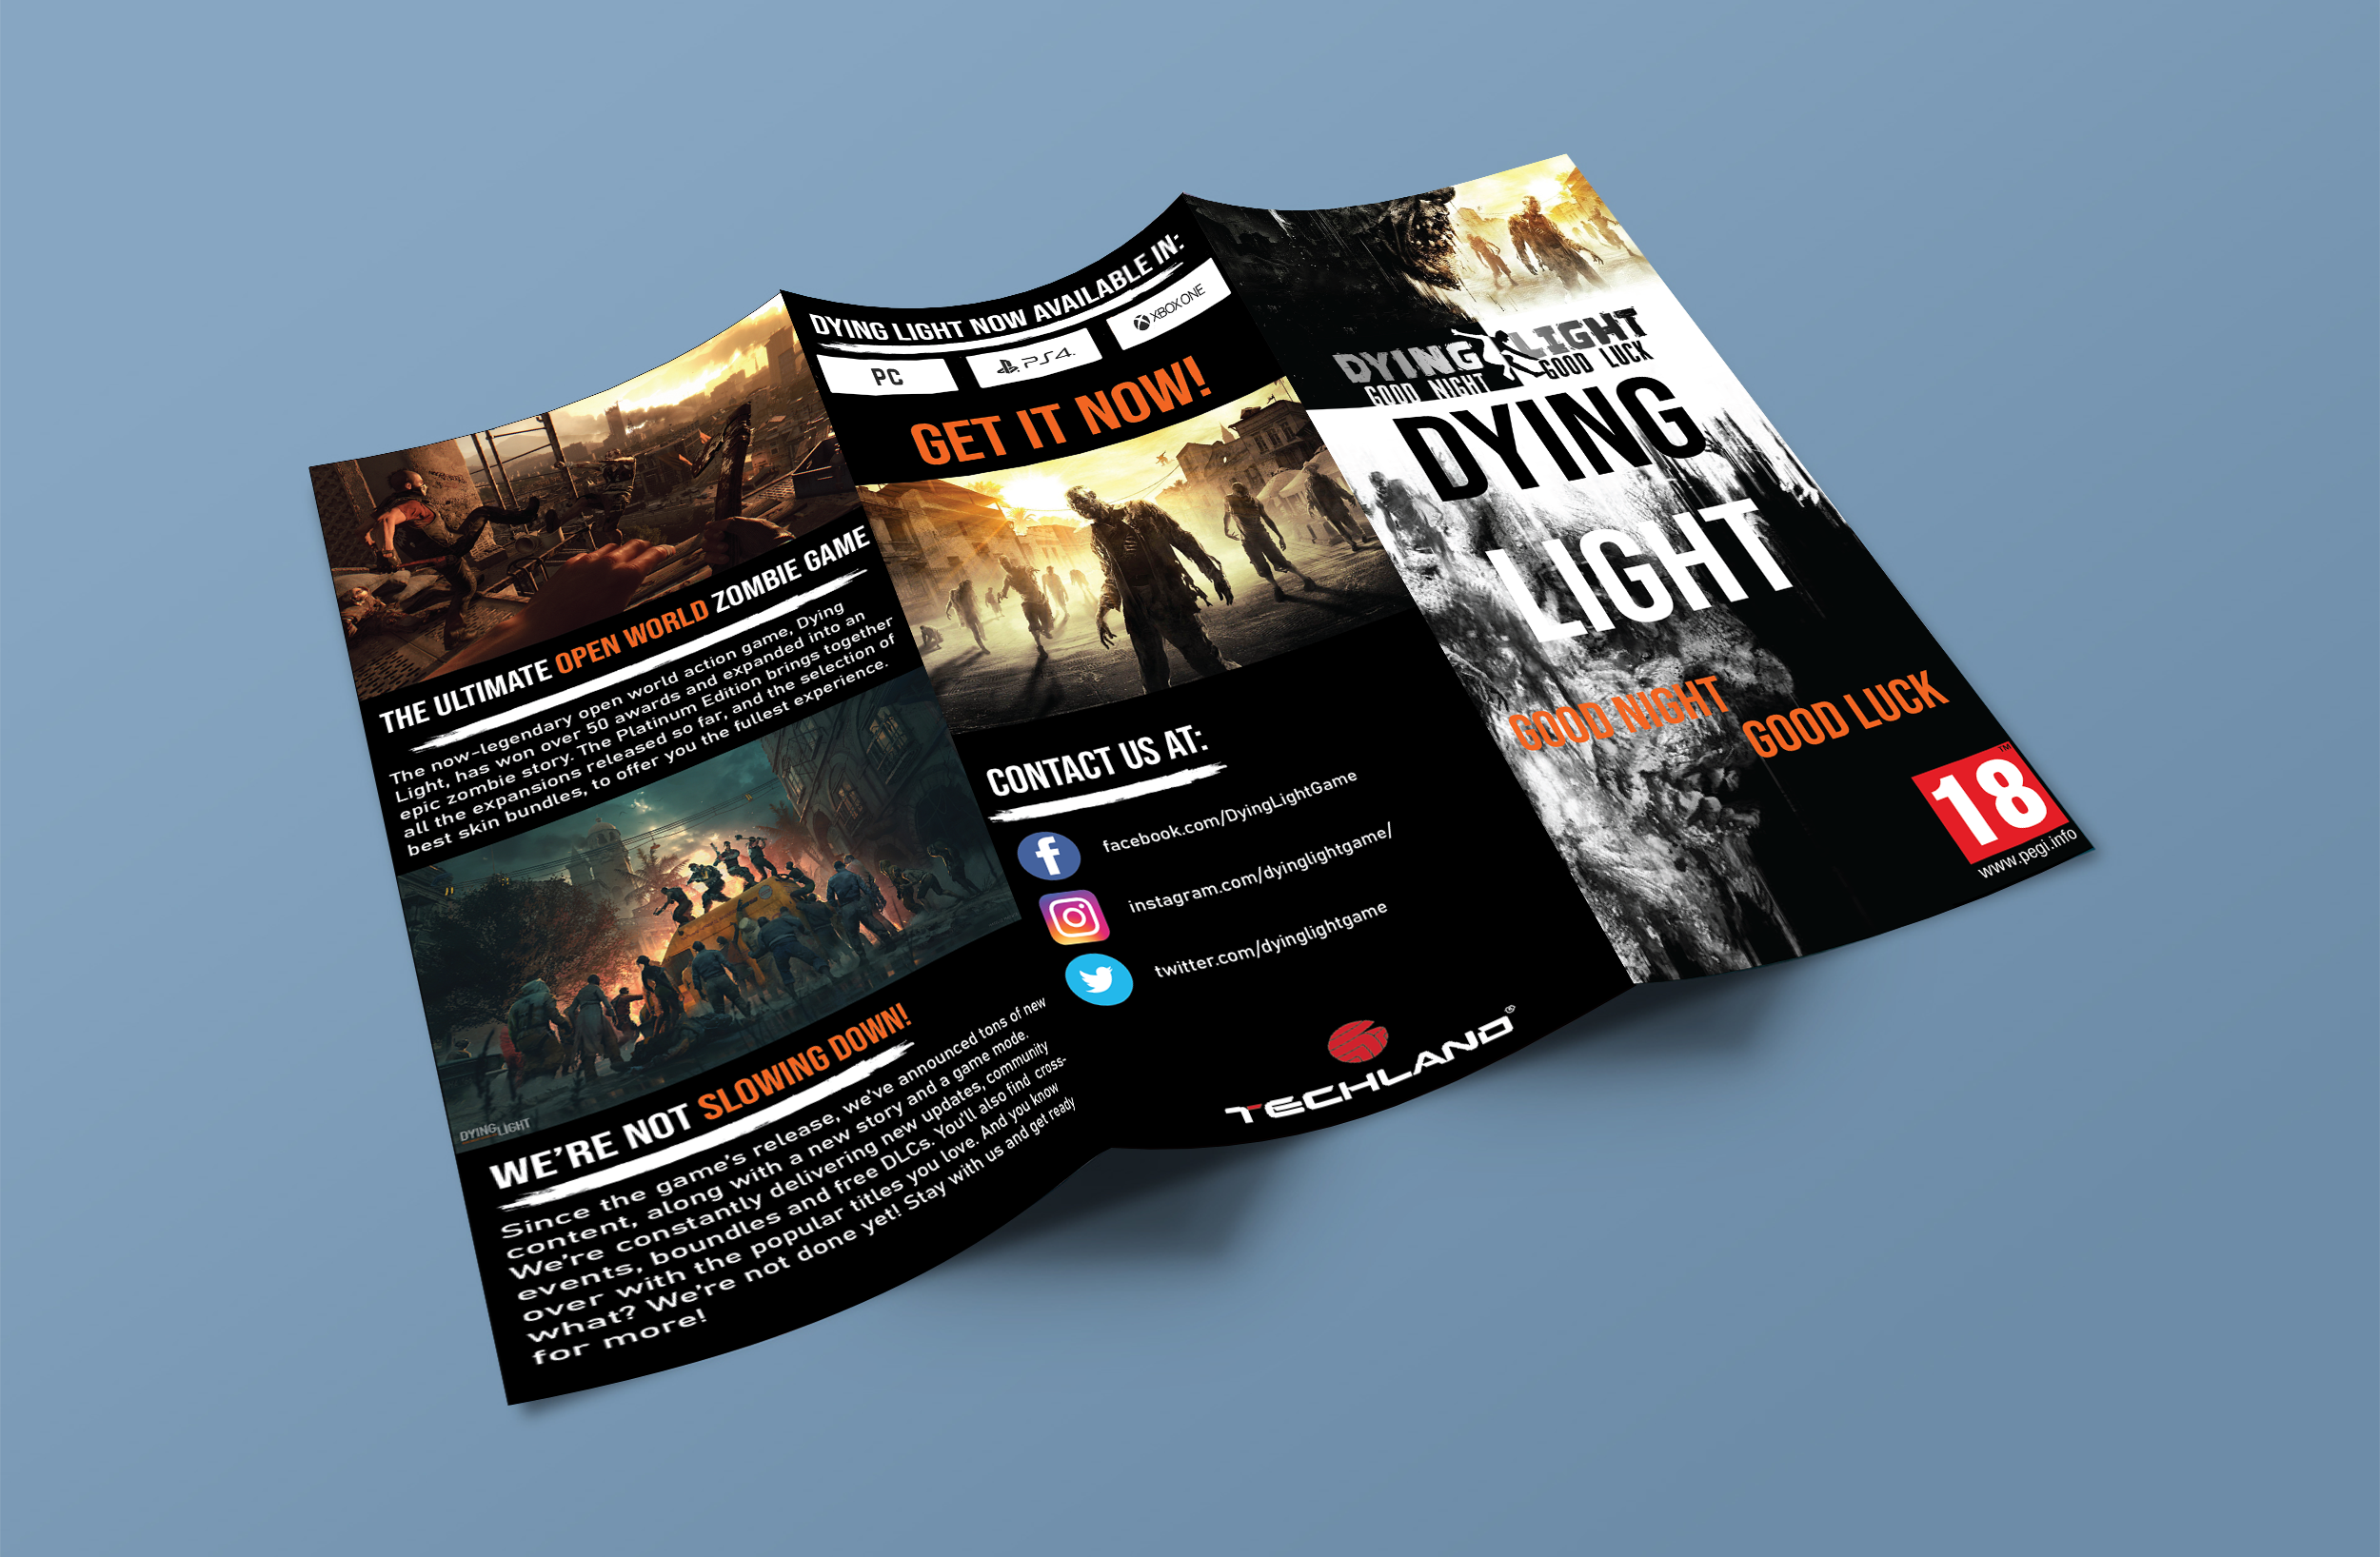 THE ULTIMATE OPEN WORLD ZOMBIE GAME
The now-legendary open world action game, Dying
Light, has won over 50 awards and expanded into an
epic zombie story. The Platinum Edition brings together
all the expansions released so far, and the selection of
best skin bundles, to offer you the fullest experience.
DYING LIGHT
WE'RE NOT SLOWING DOWN!
Since the game's release, we've announced tons of new
content, along with a new story and a game mode.
We're constantly delivering new updates, community
events, boundles and free DLCs. You'll also find cross-
over with the popular titles you love. And you know
what? We're not done yet! Stay with us and get ready
for more!
DYING LIGHT NOW AVAILABLE IN:
PC
PS4
XBOX ONE
GET IT NOW!
CONTACT US AT:
facebook.com/DyingLightGame
instagram.com/dyinglightgame/
twitter.com/dyinglightgame
TECHLAND®
DYING LIGHT
GOOD NIGHT GOOD LUCK
DYING
LIGHT
GOOD NIGHT
GOOD LUCK
18™
www.pegi.info